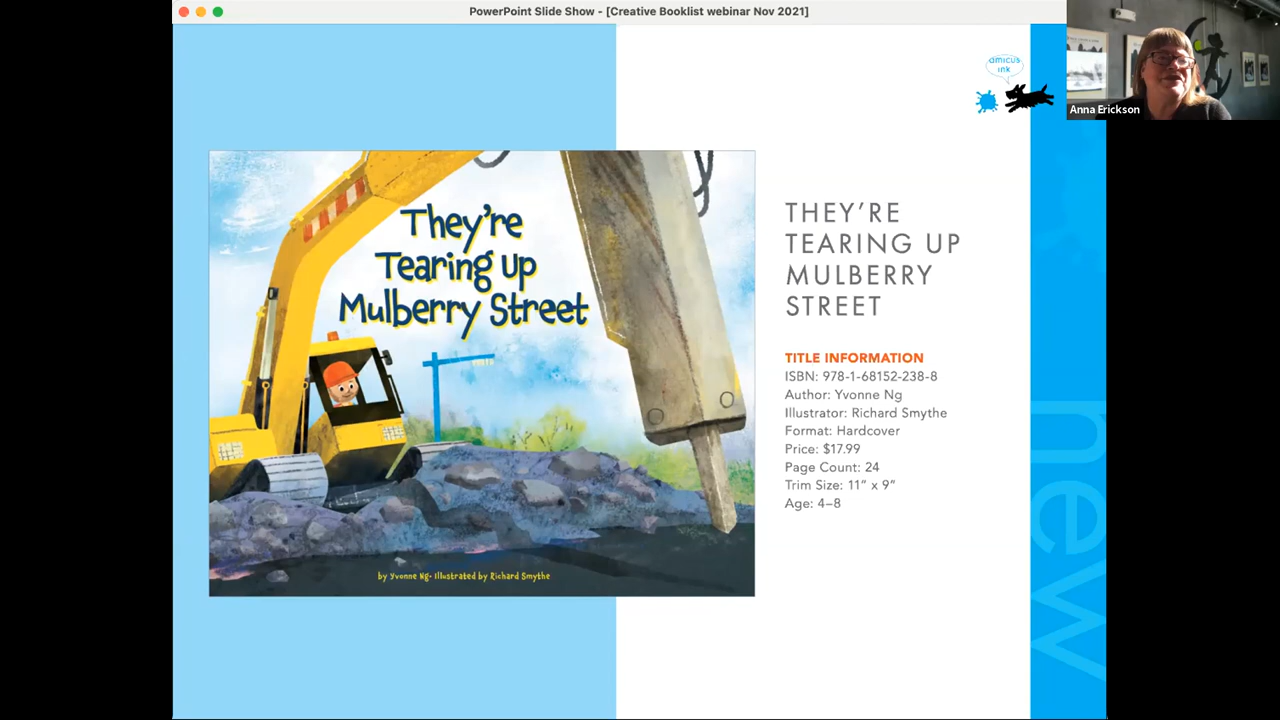 PowerPoint Slide Show - [Creative Booklist webinar Nov 2021]
amicus
ink
Anna Erickson
They're
Tearing up
Mulberry Street
by Yvonne Ng• Illustrated by Richard Smythe
THEY'RE
TEARING UP
MULBERRY
STREET
TITLE INFORMATION
ISBN: 978-1-68152-238-8
Author: Yvonne Ng
Illustrator: Richard Smythe
Format: Hardcover
Price: $17.99
Page Count: 24
Trim Size: 11" x 9"
Age: 4–8
new